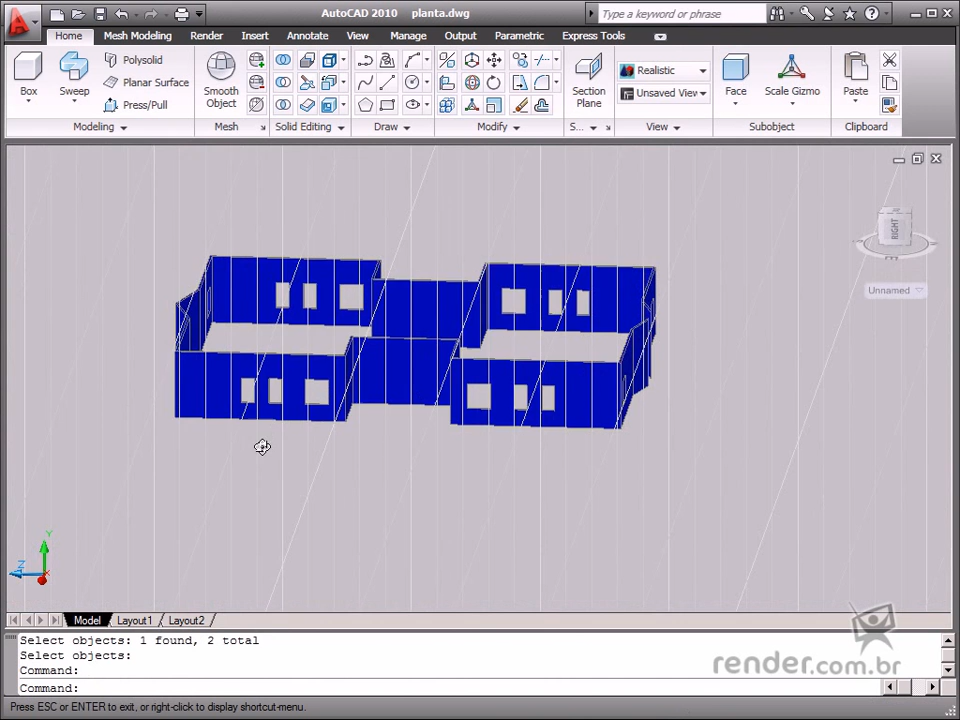 AutoCAD 2010 planta.dwg
Type a keyword or phrase
Home Mesh Modeling Render Insert Annotate View Manage Output Parametric Express Tools
Box
Sweep
Polysolid
Planar Surface
Press/Pull
Smooth
Object
Section
Plane
Realistic
Unsaved View
Face
Scale Gizmo
Paste
Modeling
Mesh
Solid Editing
Draw
Modify
S...
View
Subobject
Clipboard
RIGHT
Unnamed
Y
Z
Model Layout1 Layout2
Select objects: 1 found, 2 total
Select objects:
Command:
Command:
render.com.br
Press ESC or ENTER to exit, or right-click to display shortcut-menu.